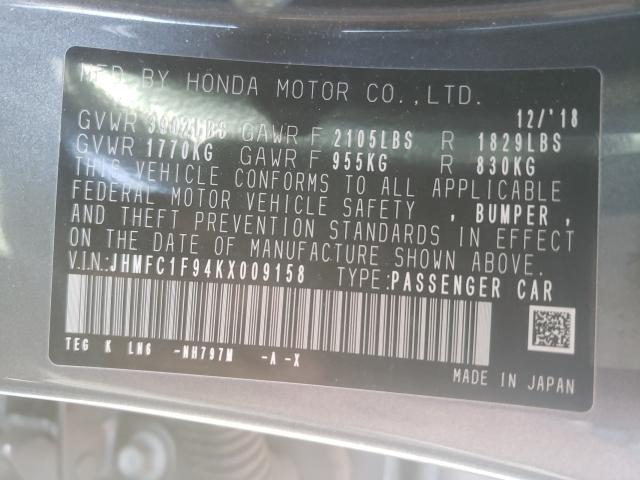 MFD BY HONDA MOTOR CO.,LTD.
12/'18
GVWR 3902LBS GAWR F 2105LBS R 1829LBS
GVWR 1770KG GAWR F 955KG R 830KG
THIS VEHICLE CONFORMS TO ALL APPLICABLE
FEDERAL MOTOR VEHICLE SAFETY , BUMPER ,
AND THEFT PREVENTION STANDARDS IN EFFECT
ON THE DATE OF MANUFACTURE SHOWN ABOVE.
V.I.N.:JHMFC1F94KX009158 TYPE:PASSENGER CAR
TEG K LN6 -NH797M -A-X
MADE IN JAPAN